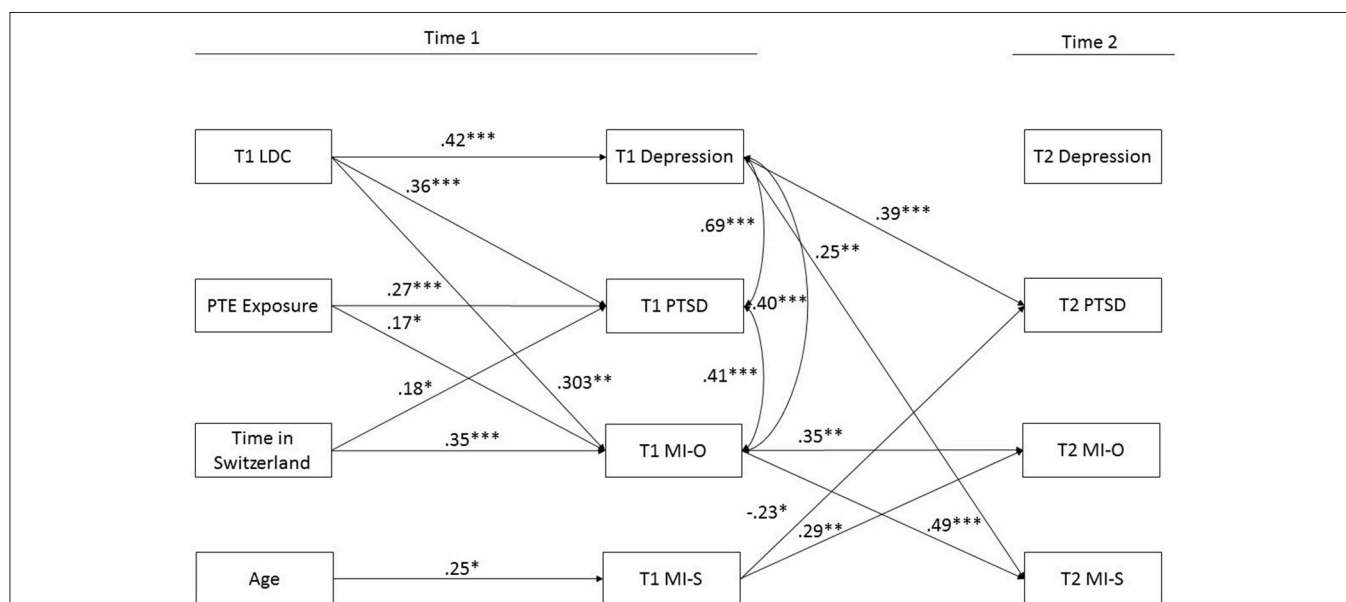 Time 1
Time 2
T1 LDC
.42***
T1 Depression
T2 Depression
.36***
.69***
.39***
.25**
PTE Exposure
.27***
T1 PTSD
.40***
T2 PTSD
.17*
.18*
.303**
.41***
Time in
Switzerland
.35***
T1 MI-O
.35**
T2 MI-O
-.23*
.29**
.49***
Age
.25*
T1 MI-S
T2 MI-S